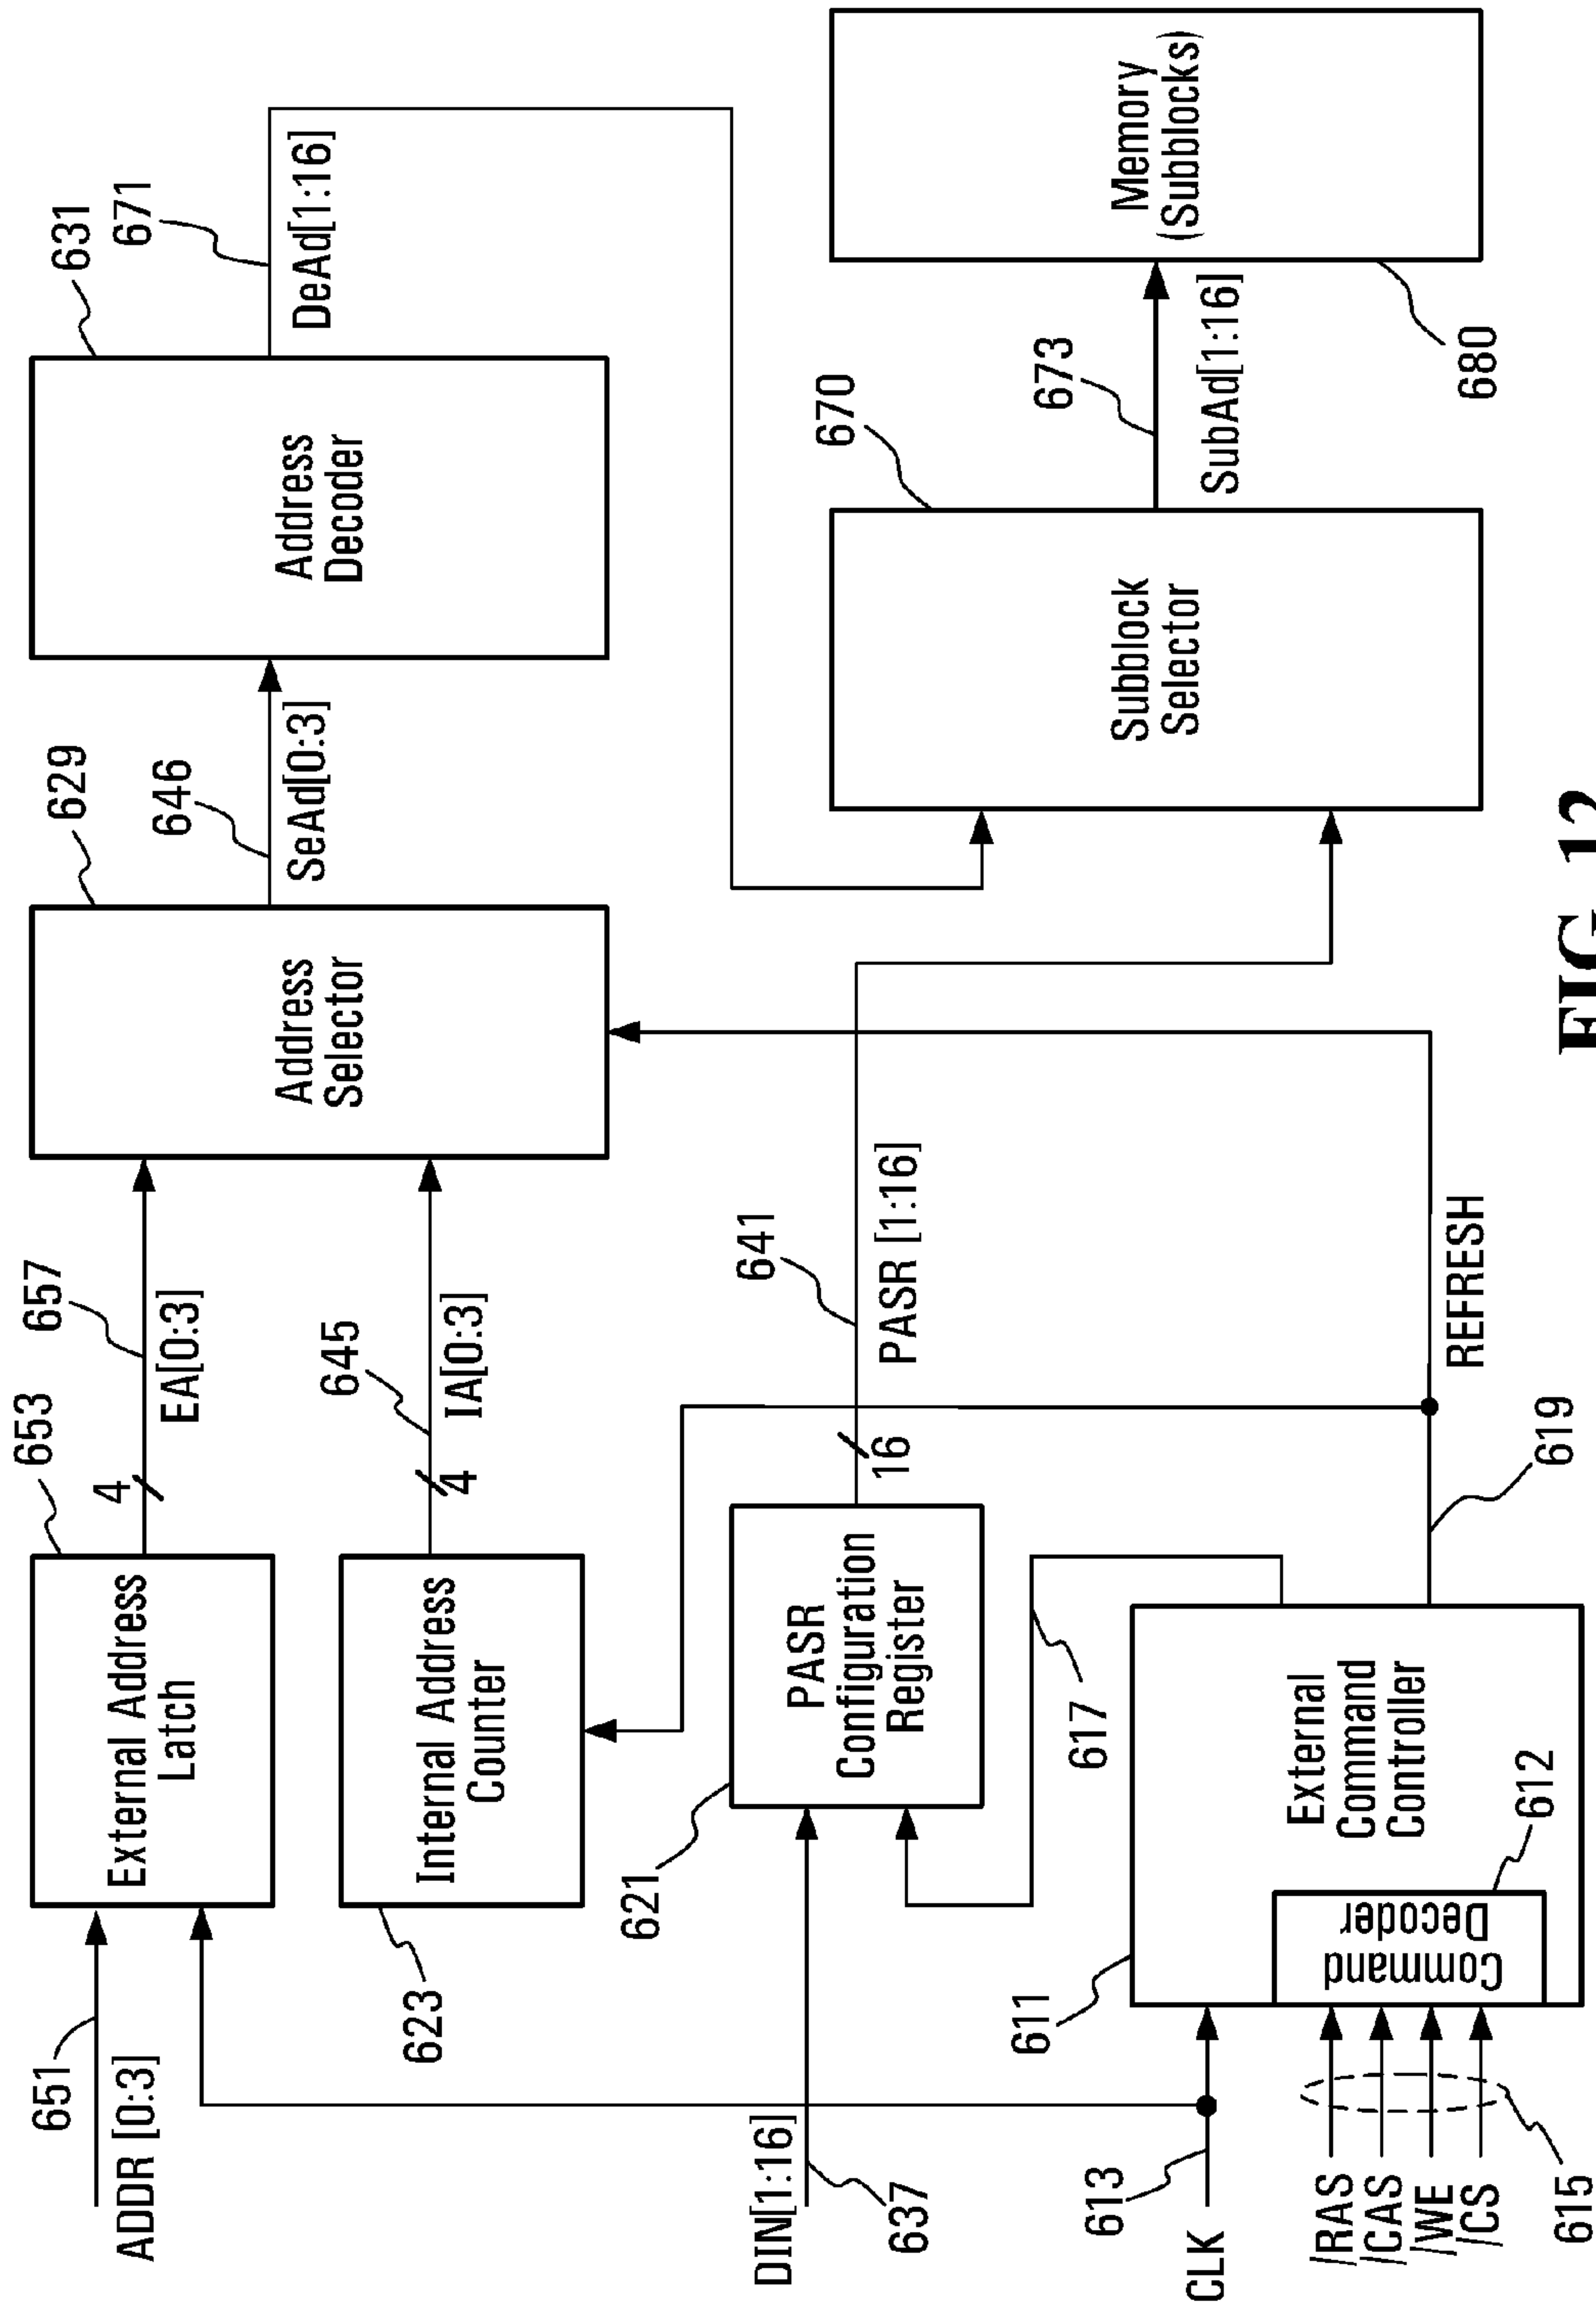 651
ADDR [0:3]
653
External Address
Latch
4
657
EA[0:3]
623
Internal Address
Counter
4
645
IA[0:3]
629
Address
Selector
646
SeAd[0:3]
631
Address
Decoder
671
DeAd[1:16]
DIN[1:16]
637
621
PASR
Configuration
Register
16
641
PASR [1:16]
617
613
CLK
611
External
Command
Controller
612
Command
Decoder
/RAS
/CAS
/WE
/CS
615
619
REFRESH
670
Subblock
Selector
673
SubAd[1:16]
Memory
(Subblocks)
680
FIG. 12